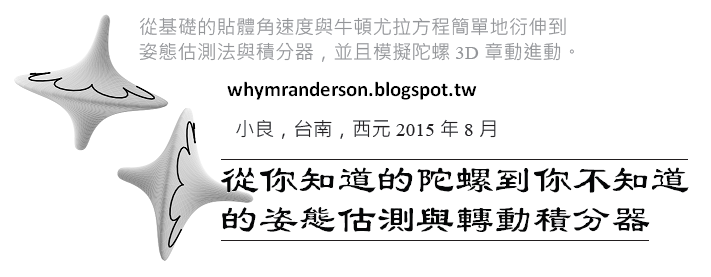 從基礎的貼體角速度與牛頓尤拉方程簡單地衍伸到
姿態估測法與積分器，並且模擬陀螺 3D 章動進動。
whymranderson.blogspot.tw
小良，台南，西元 2015 年 8 月
從你知道的陀螺到你不知道
的姿態估測與轉動積分器